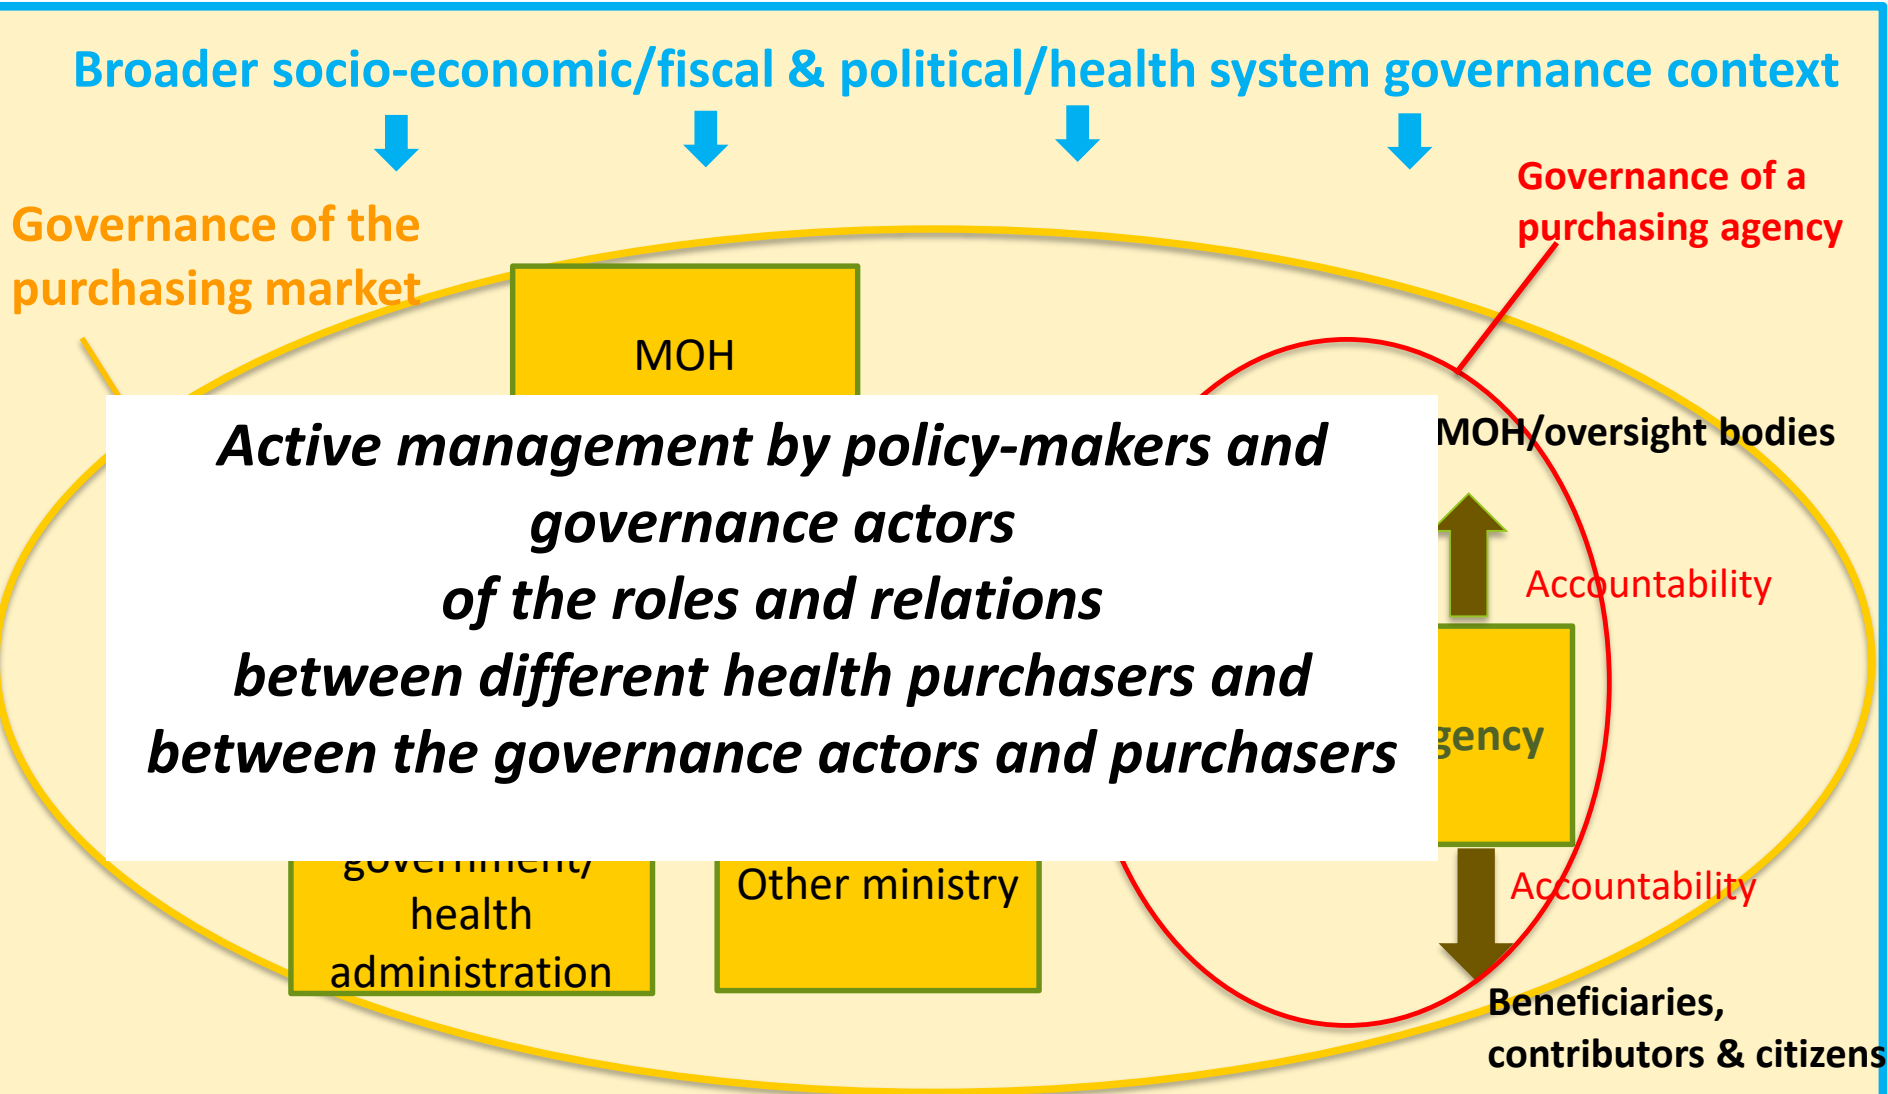 Broader socio-economic/fiscal & political/health system governance context
Governance of a
purchasing agency
Governance of the
purchasing market
MOH
MOH/oversight bodies
Active management by policy-makers and
governance actors
of the roles and relations
between different health purchasers and
between the governance actors and purchasers
Accountability
gency
government/
health
administration
Other ministry
Accountability
Beneficiaries,
contributors & citizens